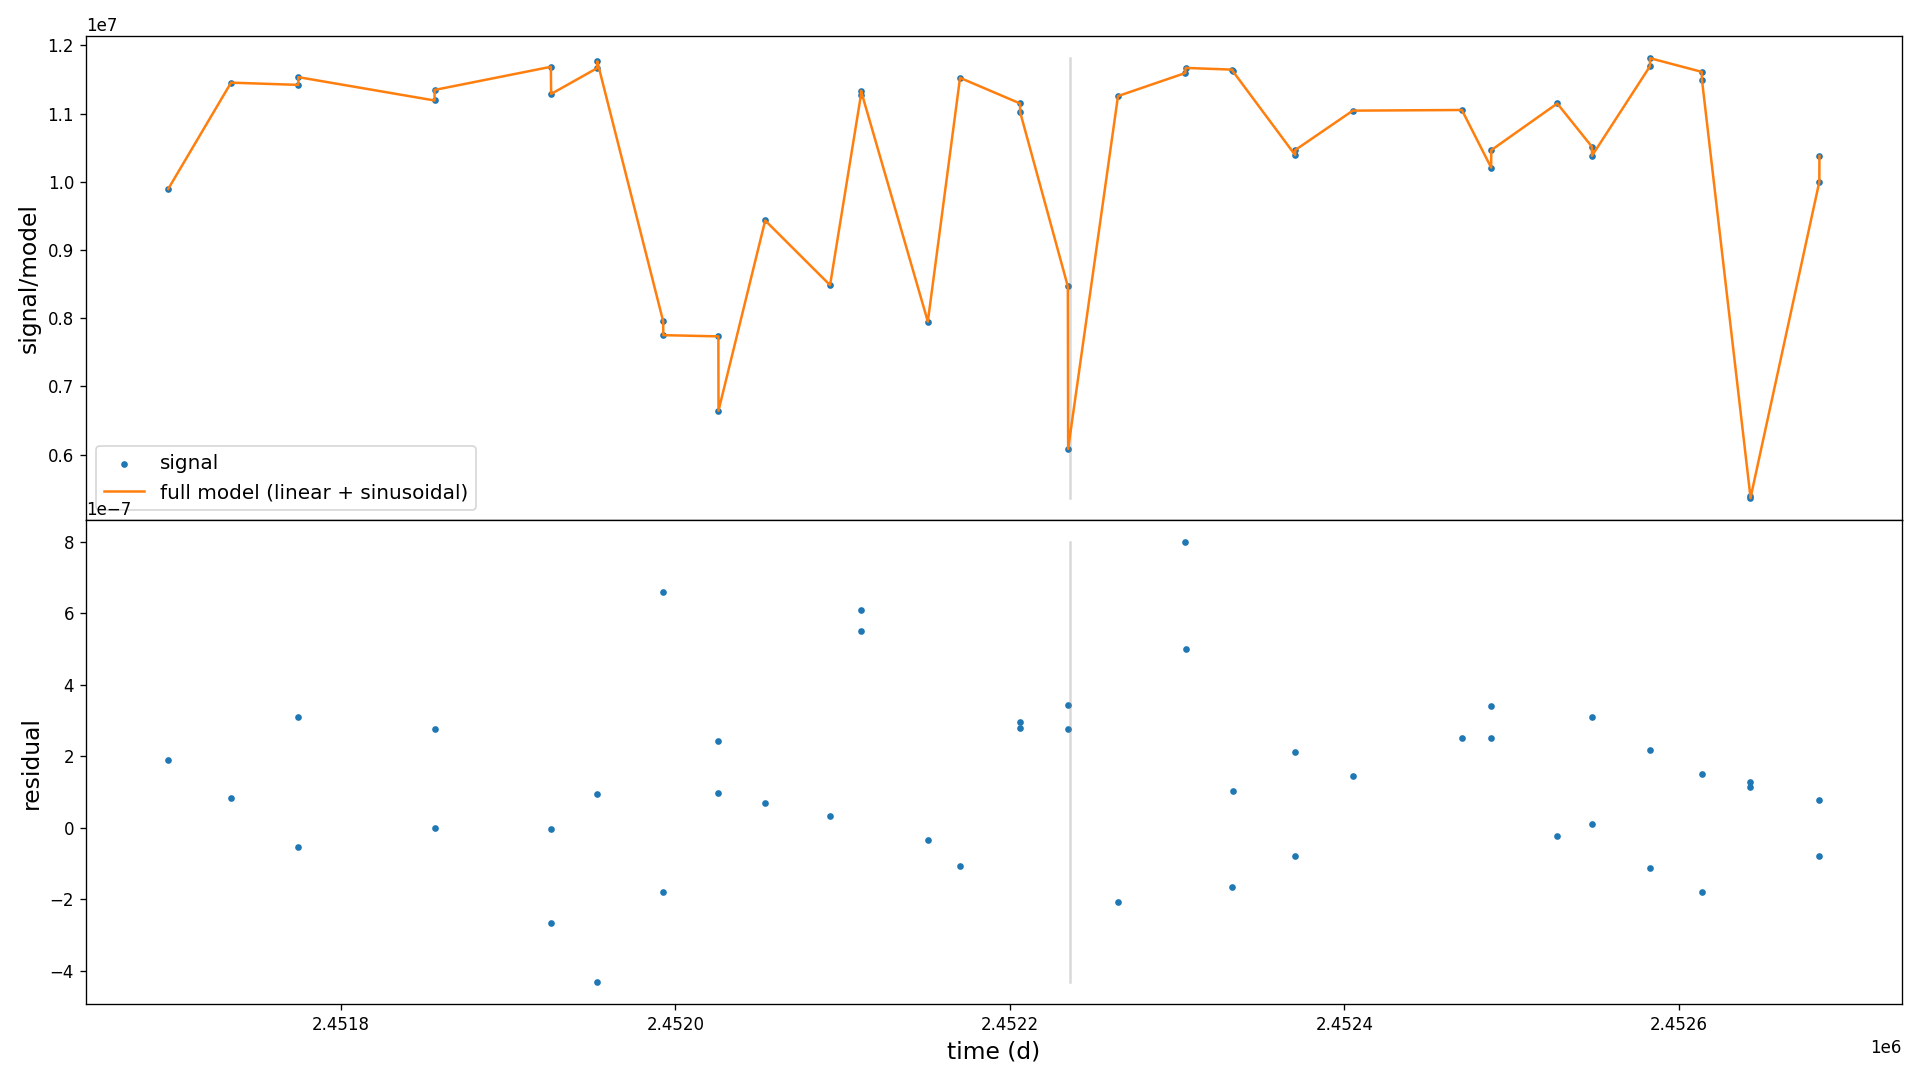 1e7
1.2
1.1
1.0
0.9
0.8
0.7
0.6
signal/model
signal
full model (linear + sinusoidal)
1e−7
8
6
4
2
0
−2
−4
residual
2.4518
2.4520
2.4522
2.4524
2.4526
1e6
time (d)